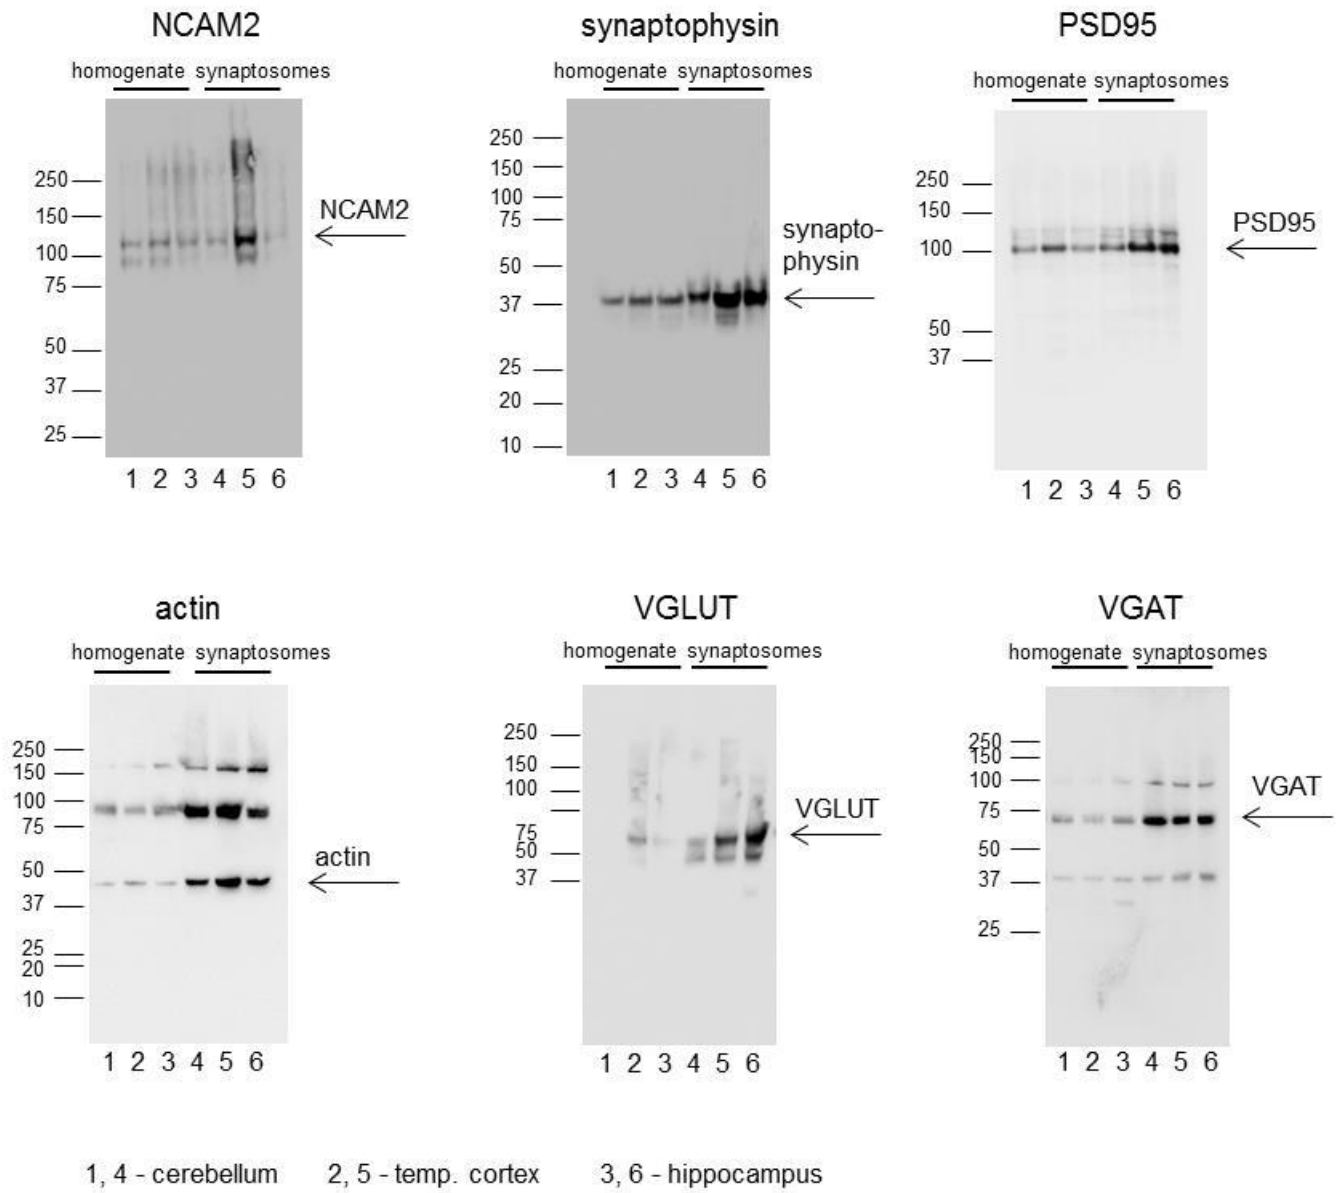 NCAM2
homogenate synaptosomes
250
150
100
75
50
37
25
NCAM2
1 2 3 4 5 6
synaptophysin
homogenate synaptosomes
250
150
100
75
50
37
25
20
10
synapto-
physin
1 2 3 4 5 6
PSD95
homogenate synaptosomes
250
150
100
50
37
PSD95
1 2 3 4 5 6
actin
homogenate synaptosomes
250
150
100
75
50
37
25
20
10
actin
1 2 3 4 5 6
VGLUT
homogenate synaptosomes
250
150
100
75
50
37
VGLUT
1 2 3 4 5 6
VGAT
homogenate synaptosomes
250
150
100
75
50
37
25
VGAT
1 2 3 4 5 6
1, 4 - cerebellum 2, 5 - temp. cortex 3, 6 - hippocampus